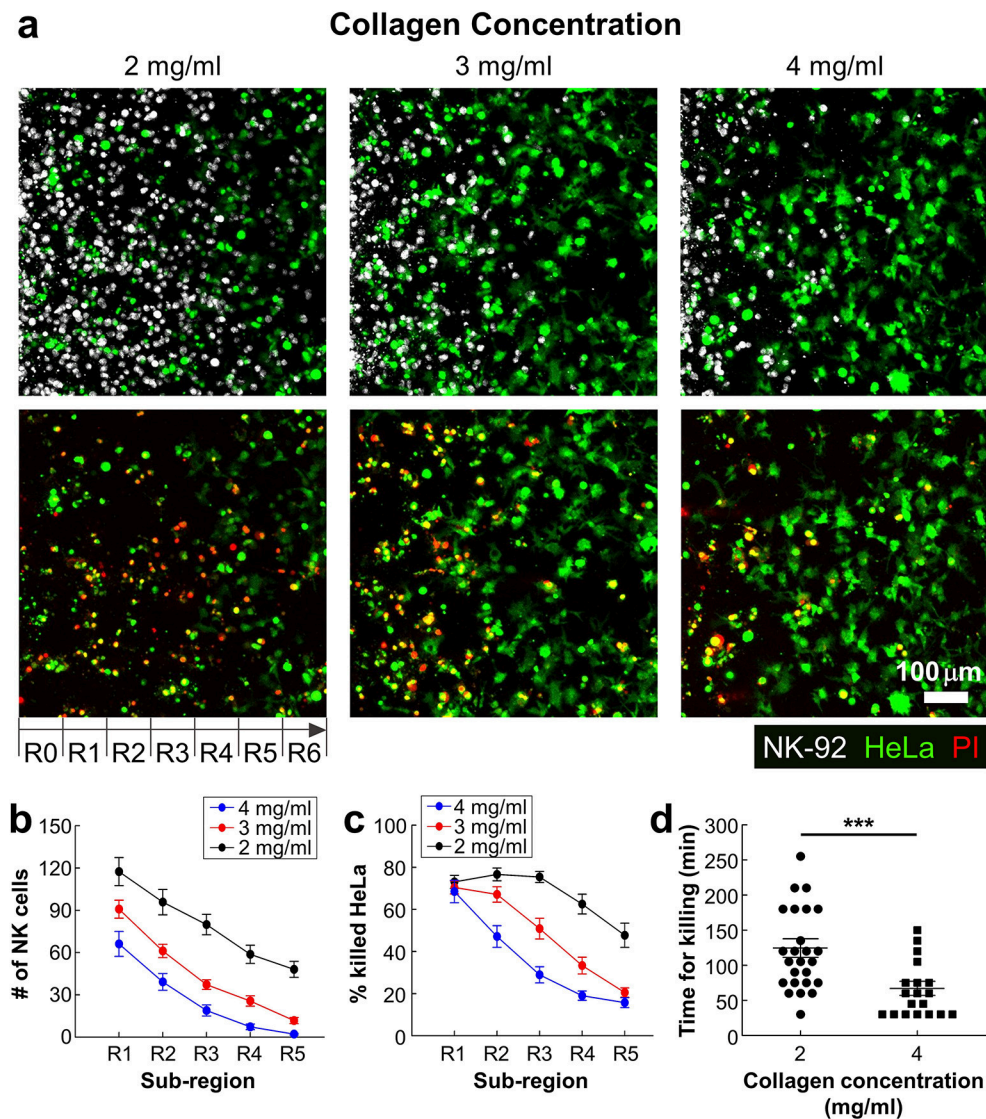 a
Collagen Concentration
2 mg/ml
3 mg/ml
4 mg/ml
100 μm
R0 R1 R2 R3 R4 R5 R6
NK-92 HeLa PI
b
4 mg/ml
3 mg/ml
2 mg/ml
# of NK cells
150
120
90
60
30
0
R1 R2 R3 R4 R5
Sub-region
c
4 mg/ml
3 mg/ml
2 mg/ml
% killed HeLa
100
80
60
40
20
0
R1 R2 R3 R4 R5
Sub-region
d
***
Time for killing (min)
300
250
200
150
100
50
0
2 4
Collagen concentration
(mg/ml)